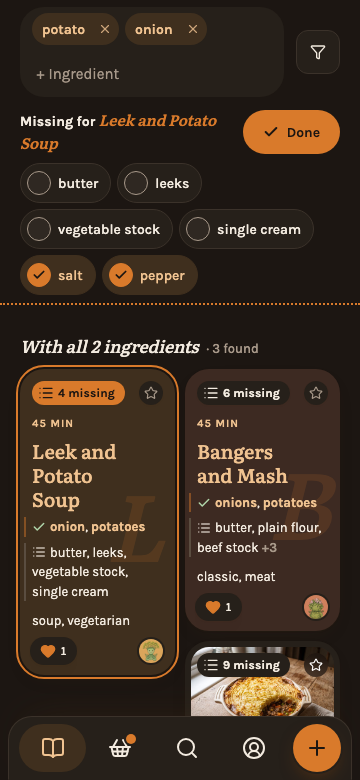 potato ×
onion ×
+ Ingredient
Missing for Leek and Potato
Soup
Done
butter
leeks
vegetable stock
single cream
salt
pepper
With all 2 ingredients · 3 found
4 missing
45 MIN
Leek and
Potato
Soup
L
onion, potatoes
butter, leeks,
vegetable stock,
single cream
soup, vegetarian
1
6 missing
45 MIN
Bangers
and Mash
B
onions, potatoes
butter, plain flour,
beef stock +3
classic, meat
1
9 missing